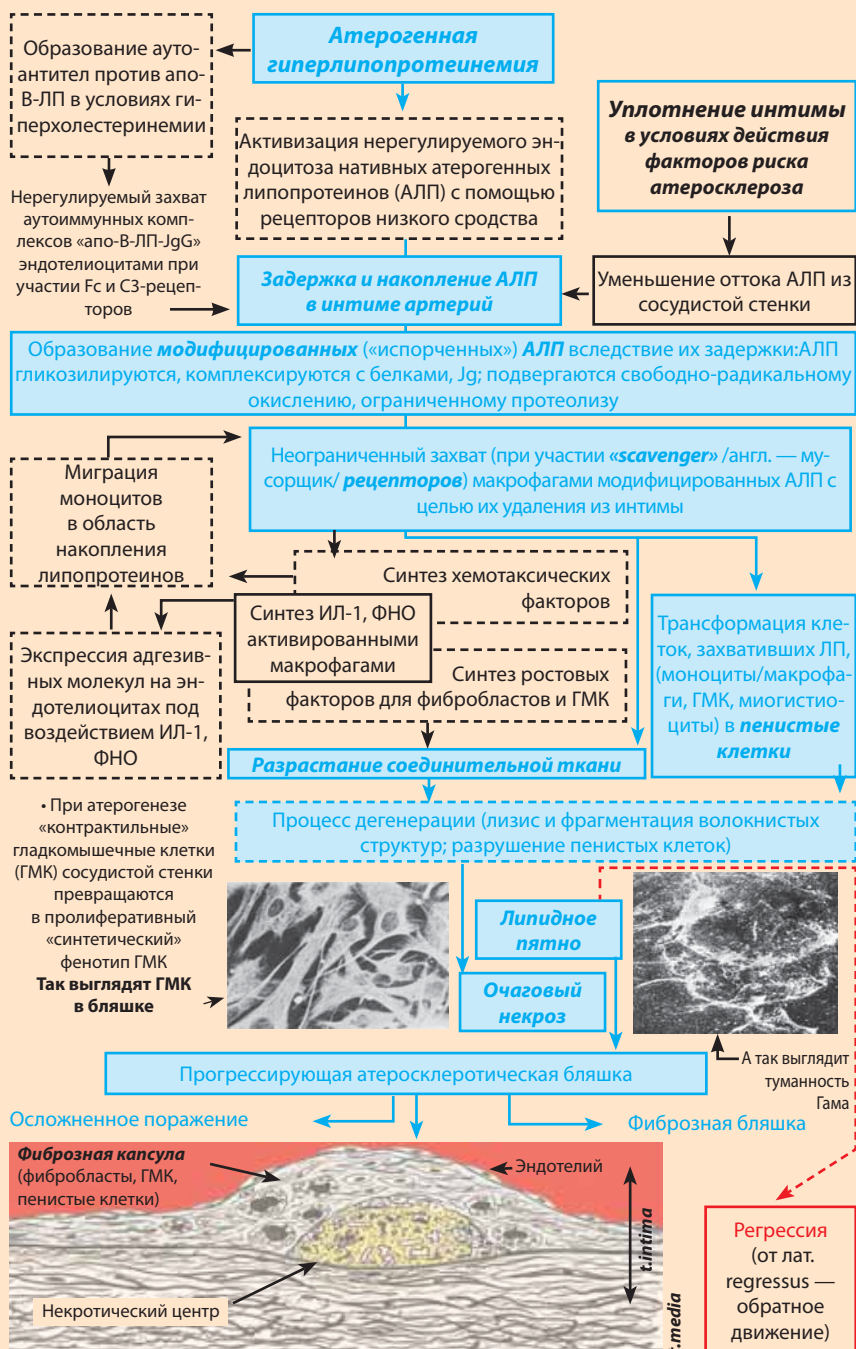 Образование ауто-
антител против апо-
В-ЛП в условиях ги-
перхолестеринемии
Атерогенная
гиперлипопротеинемия
Уплотнение интимы
в условиях действия
факторов риска
атеросклероза
Активизация нерегулируемого эн-
доцитоза нативных атерогенных
липопротеинов (АЛП) с помощью
рецепторов низкого сродства
Нерегулируемый захват
аутоиммунных комп-
лексов «апо-В-ЛП-JgG»
эндотелиоцитами при
участии Fc и С3-рецеп-
торов
Задержка и накопление АЛП
в интиме артерий
Уменьшение оттока АЛП из
сосудистой стенки
Образование модифицированных («испорченных») АЛП вследствие их задержки:АЛП
гликозилируются, комплексируются с белками, Jg; подвергаются свободно-радикальному
окислению, ограниченному протеолизу
Неограниченный захват (при участии «scavenger» /англ. — му-
сорщик/ рецепторов) макрофагами модифицированных АЛП с
целью их удаления из интимы
Миграция
моноцитов
в область
накопления
липопротеинов
Синтез хемотаксических
факторов
Синтез ИЛ-1, ФНО
активированными
макрофагами
Синтез ростовых
факторов для фибробластов и ГМК
Экспрессия адгезив-
ных молекул на эн-
дотелиоцитах под
воздействием ИЛ-1,
ФНО
Трансформация кле-
ток, захвативших ЛП,
(моноциты/макрофа-
ги, ГМК, миогистио-
циты) в пенистые
клетки
Разрастание соединительной ткани
Процесс дегенерации (лизис и фрагментация волокнистых
структур; разрушение пенистых клеток)
• При атерогенезе
«контрактильные»
гладкомышечные клетки
(ГМК) сосудистой стенки
превращаются
в пролиферативный
«синтетический»
фенотип ГМК
Так выглядят ГМК
в бляшке
Липидное
пятно
Очаговый
некроз
А так выглядит
туманность
Гама
Прогрессирующая атеросклеротическая бляшка
Осложненное поражение
Фиброзная бляшка
Фиброзная капсула
(фибробласты, ГМК,
пенистые клетки)
Эндотелий
t.intima
Некротический центр
t.media
Регрессия
(от лат.
regressus —
обратное
движение)